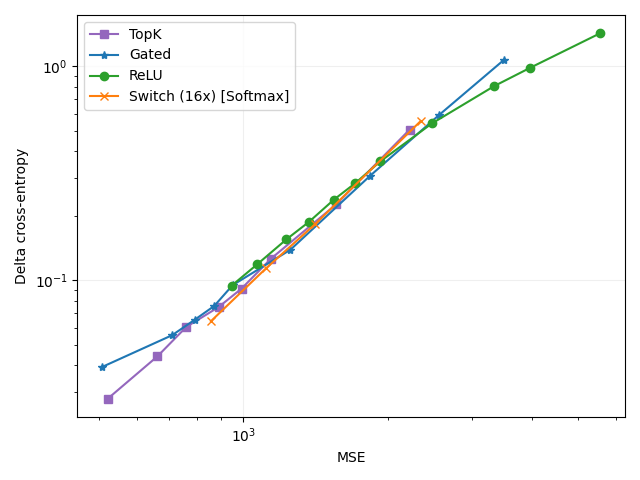 TopK
Gated
ReLU
Switch (16x) [Softmax]
Delta cross-entropy
10⁰
10⁻¹
10³
MSE